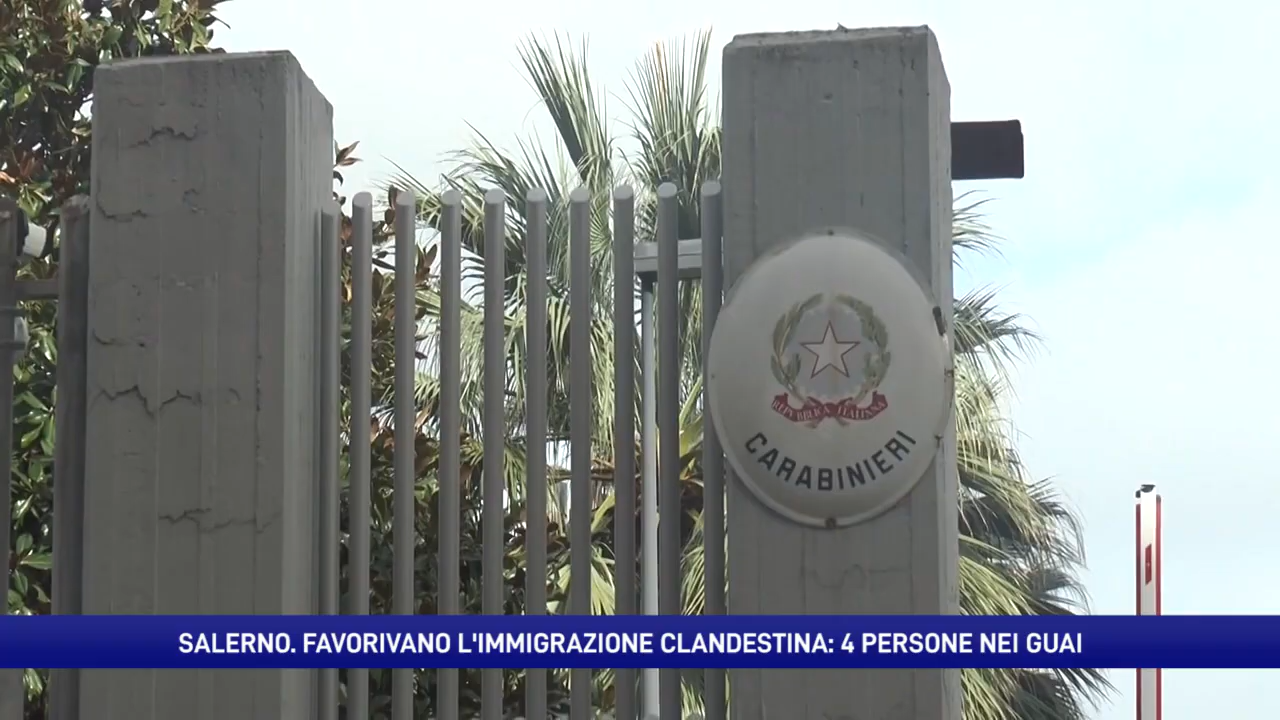 REPUBBLICA ITALIANA
CARABINIERI
SALERNO. FAVORIVANO L'IMMIGRAZIONE CLANDESTINA: 4 PERSONE NEI GUAI